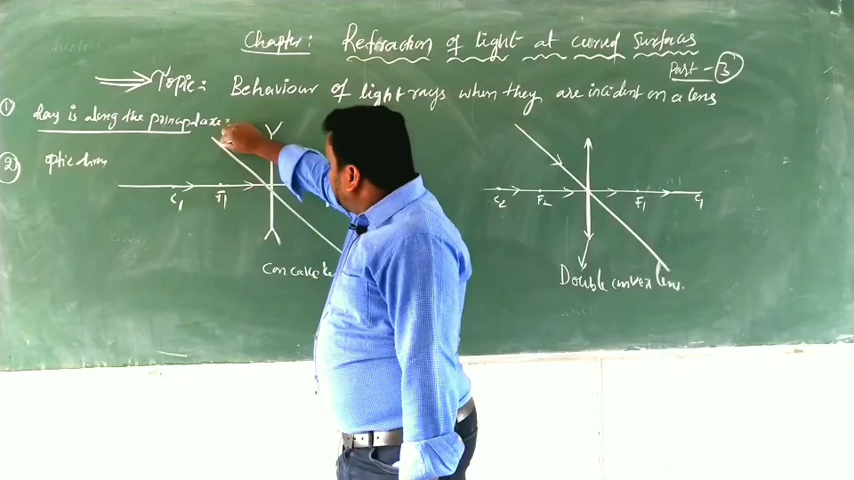 Chapter: Refraction of light at curved surfaces
Part - 3
Topic: Behaviour of light rays when they are incident on a lens
① Ray is along the principal axis:
② optic
C₁ F₁
C₂ F₂ F₁ C₁
Concave
Double convex lens.